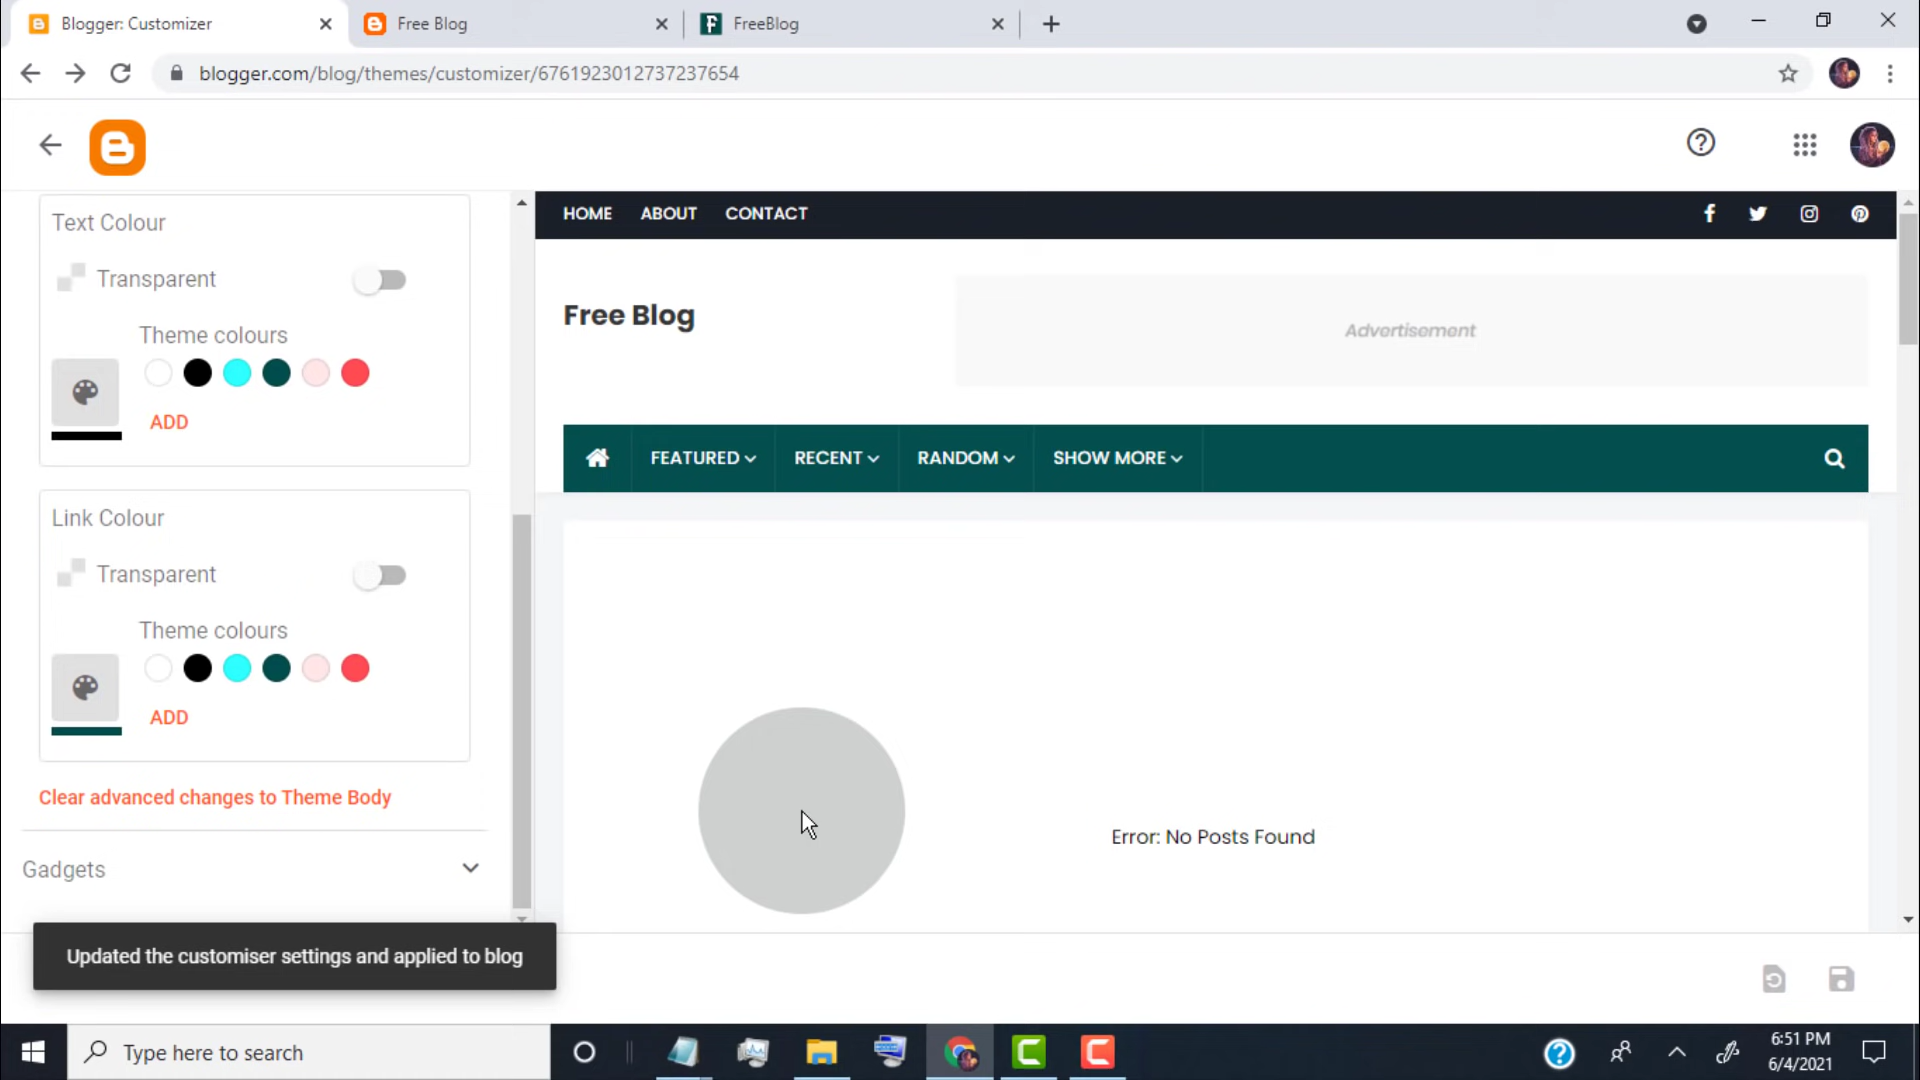 Blogger: Customizer
Free Blog
FreeBlog
blogger.com/blog/themes/customizer/6761923012737237654
Text Colour
Transparent
Theme colours
ADD
Link Colour
Transparent
Theme colours
ADD
Clear advanced changes to Theme Body
Gadgets
Updated the customiser settings and applied to blog
HOME ABOUT CONTACT
Free Blog
Advertisement
FEATURED RECENT RANDOM SHOW MORE
Error: No Posts Found
Type here to search
6:51 PM
6/4/2021